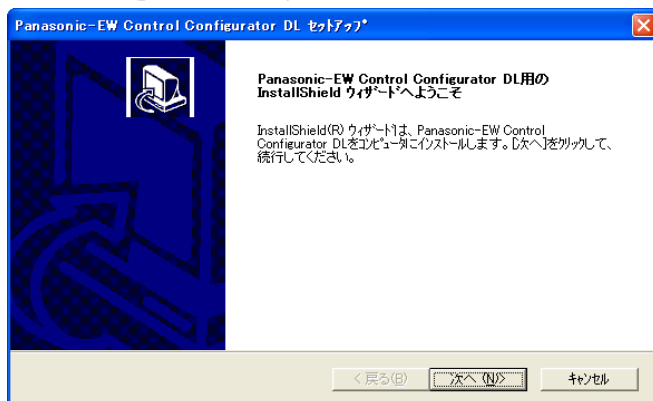 Panasonic-EW Control Configurator DL セットアップ
Panasonic-EW Control Configurator DL用の
InstallShield ウィザードへようこそ
InstallShield(R) ウィザードは、Panasonic-EW Control
Configurator DLをコンピュータにインストールします。「次へ」をクリックして、
続行してください。
< 戻る(B)
次へ (N)>
キャンセル